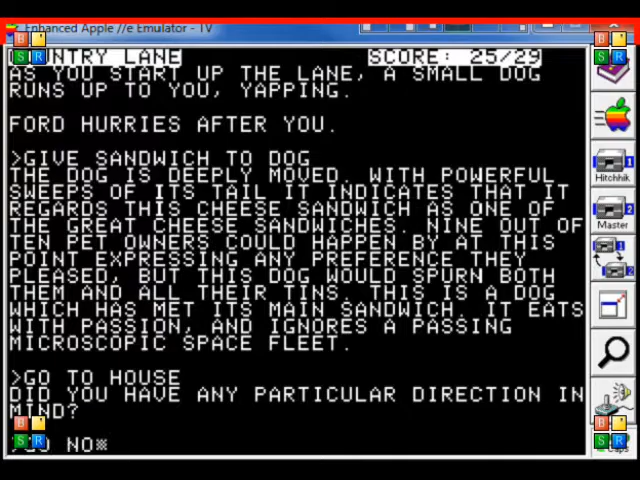 Enhanced Apple //e Emulator - TV
UNTRY LANE SCORE: 25/29
AS YOU START UP THE LANE, A SMALL DOG
RUNS UP TO YOU, YAPPING.
FORD HURRIES AFTER YOU.
>GIVE SANDWICH TO DOG
THE DOG IS DEEPLY MOVED. WITH POWERFUL
SWEEPS OF ITS TAIL IT INDICATES THAT IT
REGARDS THIS CHEESE SANDWICH AS ONE OF
THE GREAT CHEESE SANDWICHES. NINE OUT OF
TEN PET OWNERS COULD HAPPEN BY AT THIS
POINT EXPRESSING ANY PREFERENCE THEY
PLEASED, BUT THIS DOG WOULD SPURN BOTH
THEM AND ALL THEIR TINS. THIS IS A DOG
WHICH HAS MET ITS MAIN SANDWICH. IT EATS
WITH PASSION, AND IGNORES A PASSING
MICROSCOPIC SPACE FLEET.
>GO TO HOUSE
DID YOU HAVE ANY PARTICULAR DIRECTION IN
MIND?
GO NO
Hitchhik
Master
Caps
B
S R
B
S R
B
S R
B
S R